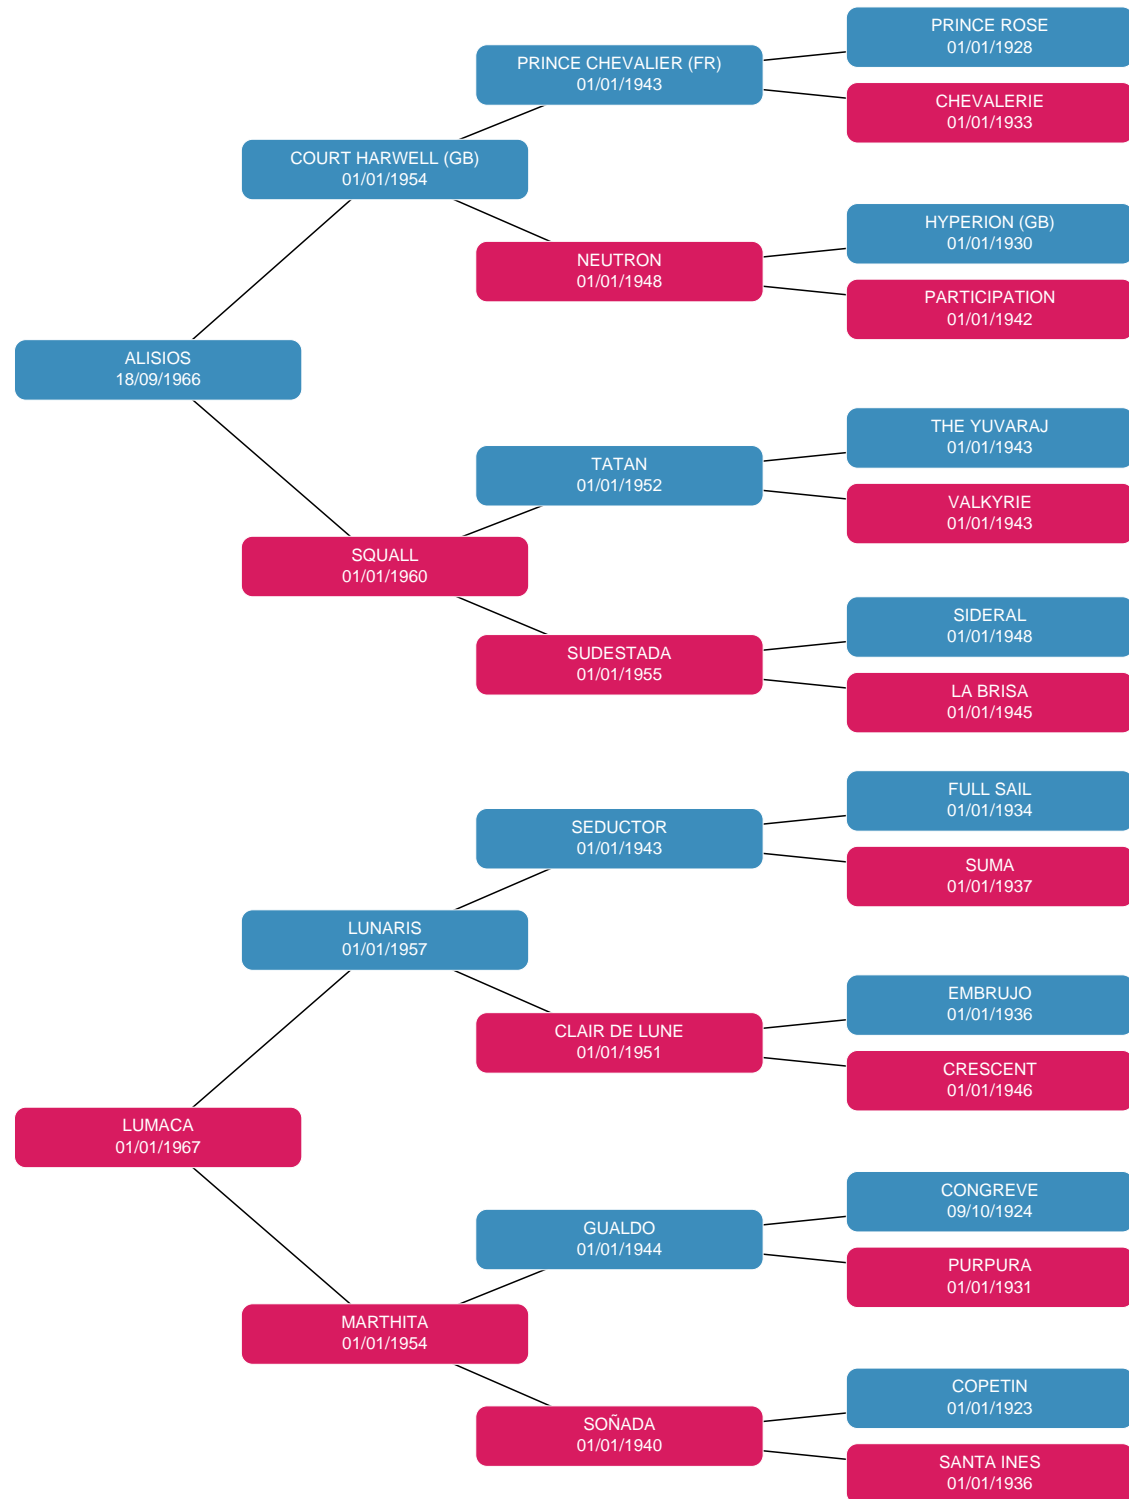 PRINCE ROSE
01/01/1928
PRINCE CHEVALIER (FR)
01/01/1943
CHEVALERIE
01/01/1933
COURT HARWELL (GB)
01/01/1954
HYPERION (GB)
01/01/1930
NEUTRON
01/01/1948
PARTICIPATION
01/01/1942
ALISIOS
18/09/1966
THE YUVARAJ
01/01/1943
TATAN
01/01/1952
VALKYRIE
01/01/1943
SQUALL
01/01/1960
SIDERAL
01/01/1948
SUDESTADA
01/01/1955
LA BRISA
01/01/1945
FULL SAIL
01/01/1934
SEDUCTOR
01/01/1943
SUMA
01/01/1937
LUNARIS
01/01/1957
EMBRUJO
01/01/1936
CLAIR DE LUNE
01/01/1951
CRESCENT
01/01/1946
LUMACA
01/01/1967
CONGREVE
09/10/1924
GUALDO
01/01/1944
PURPURA
01/01/1931
MARTHITA
01/01/1954
COPETIN
01/01/1923
SOÑADA
01/01/1940
SANTA INES
01/01/1936